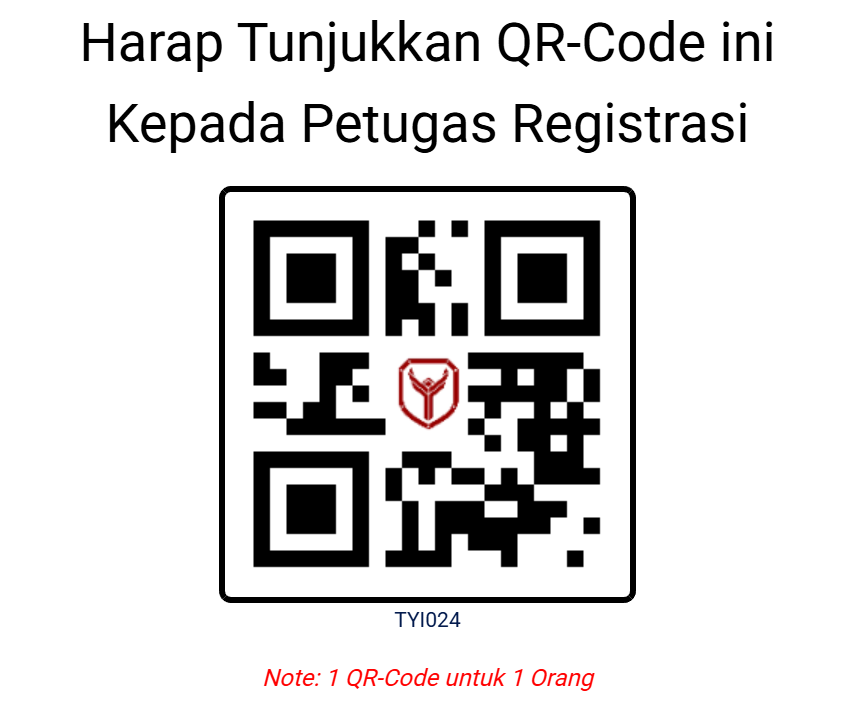 Harap Tunjukkan QR-Code ini
Kepada Petugas Registrasi
TYI024
Note: 1 QR-Code untuk 1 Orang